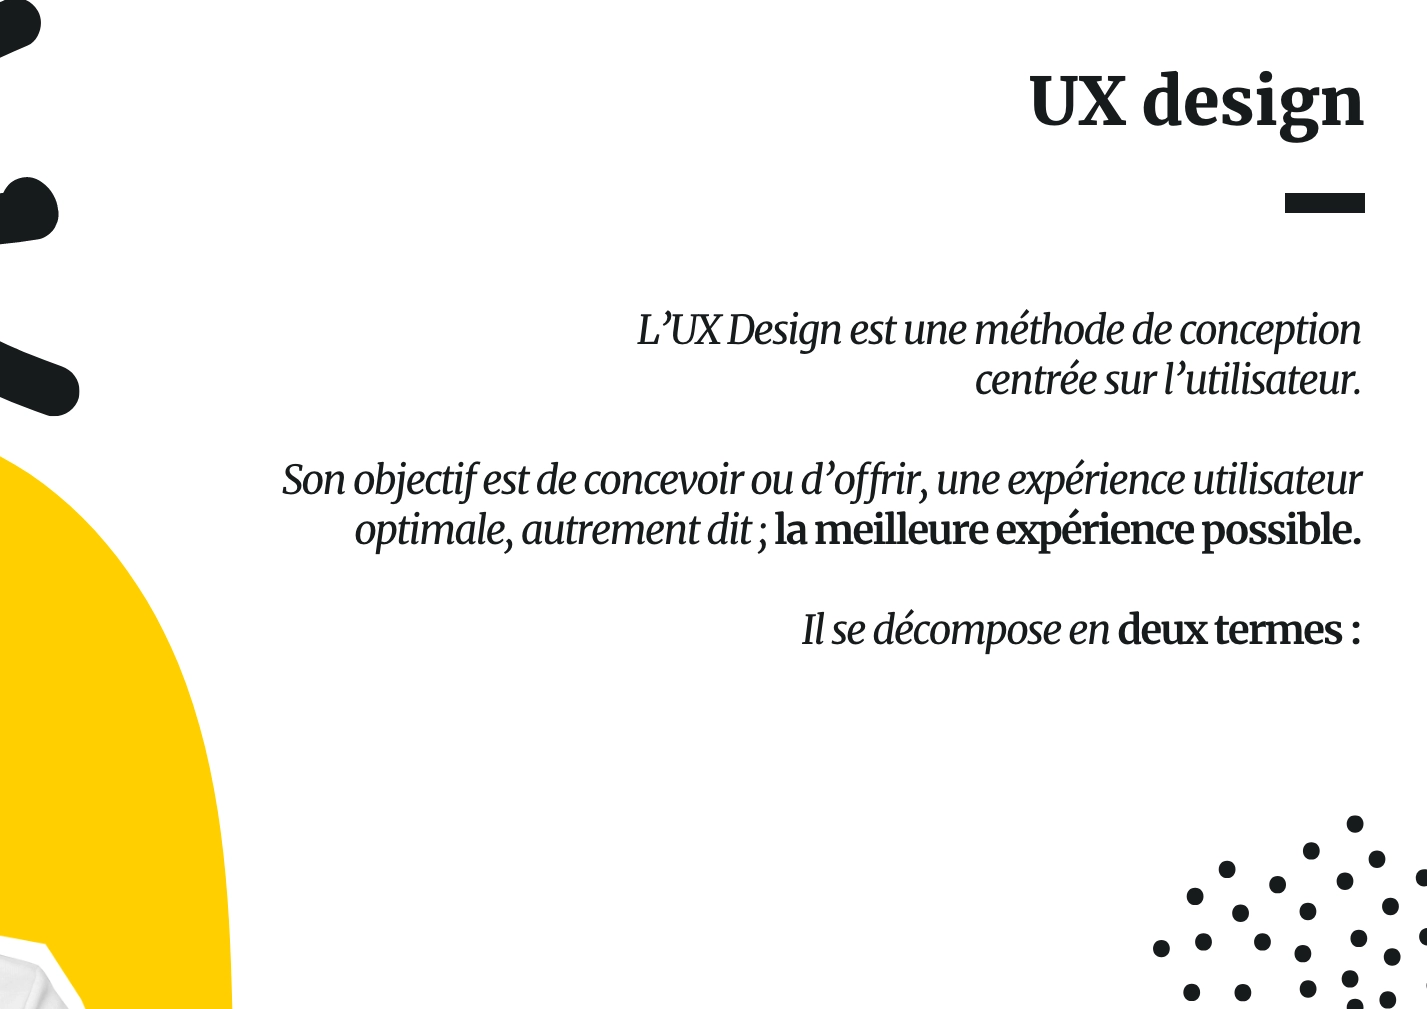 UX design
L’UX Design est une méthode de conception
centrée sur l’utilisateur.
Son objectif est de concevoir ou d’offrir, une expérience utilisateur
optimale, autrement dit ; la meilleure expérience possible.
Il se décompose en deux termes :